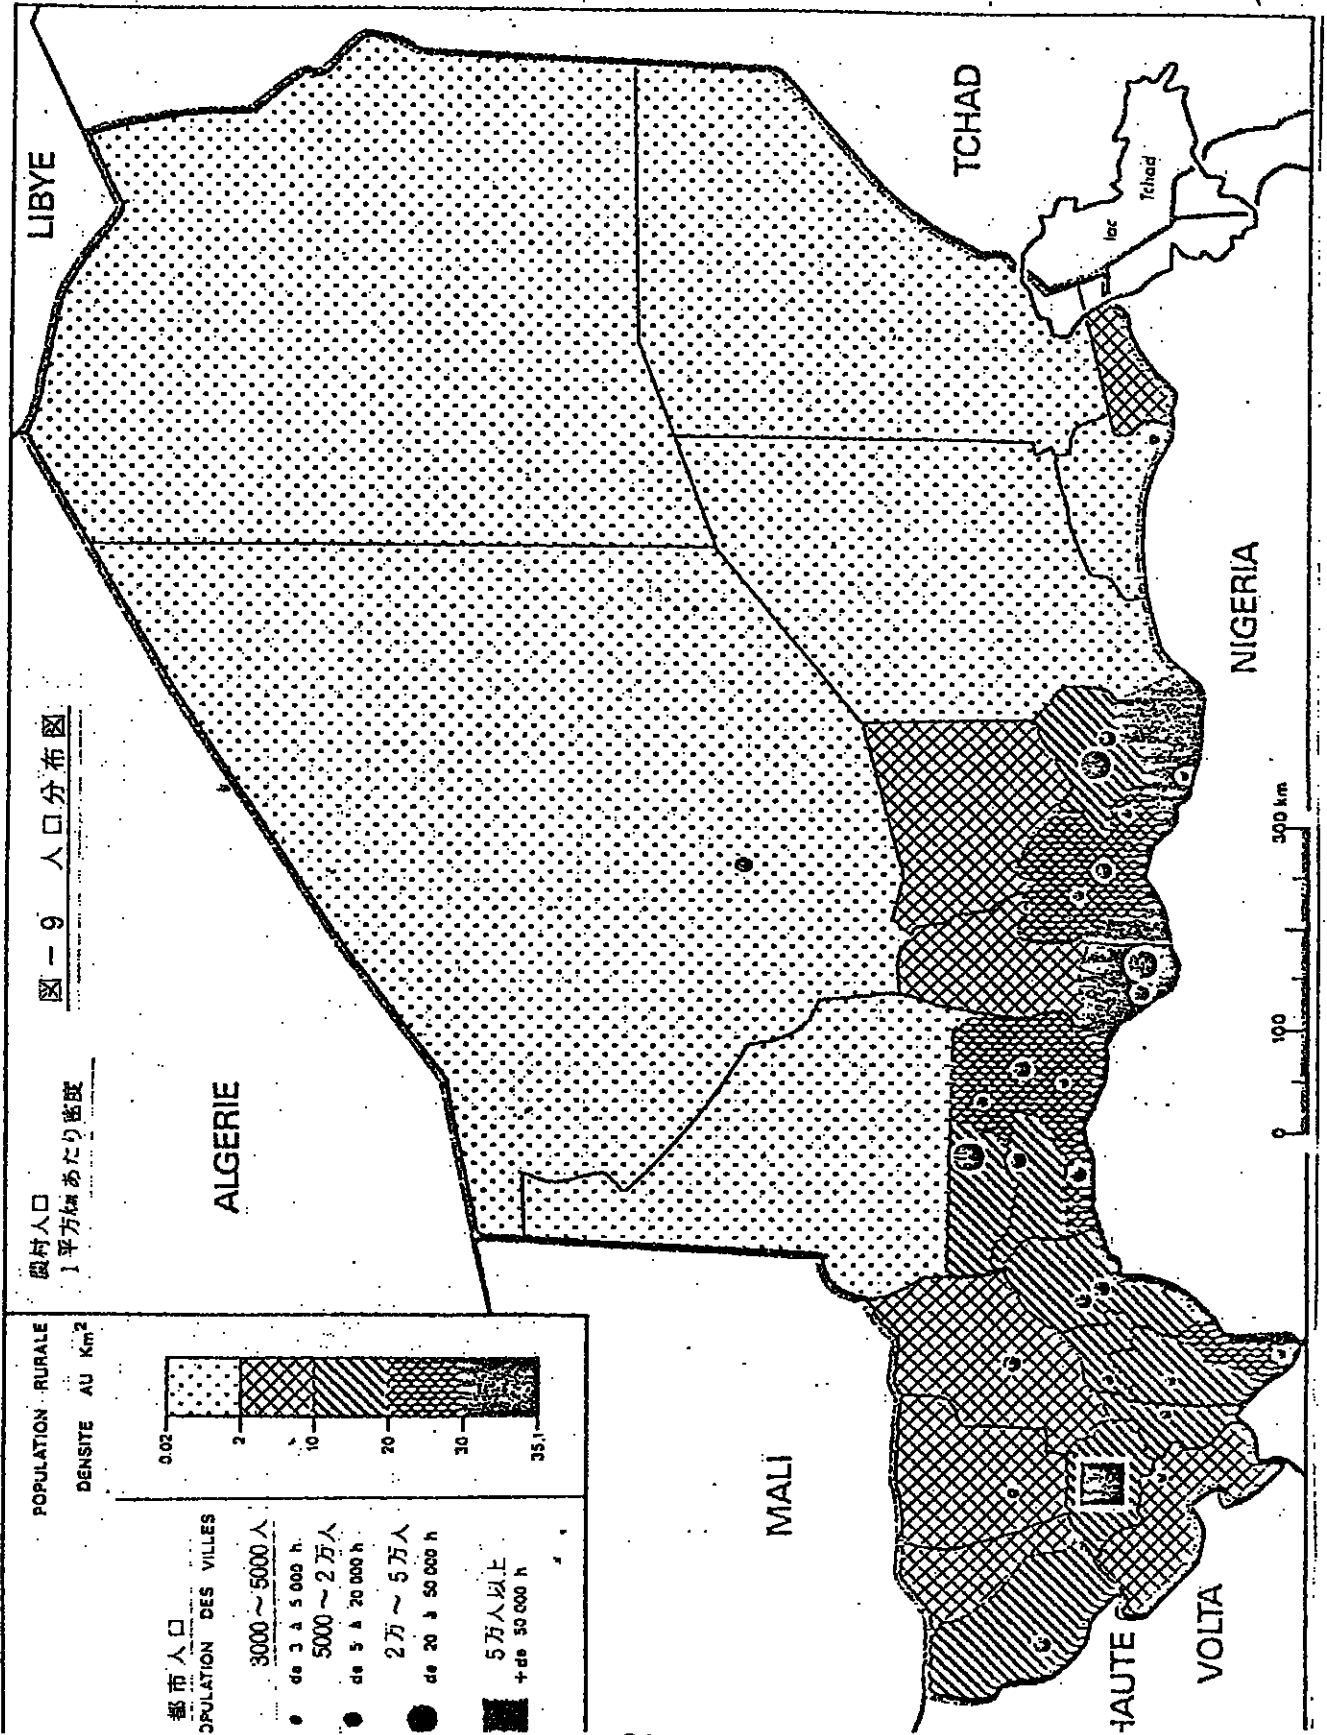 図-9 人口分布図
農村人口
1平方kmあたり密度
POPULATION RURALE
DENSITE AU Km²
0.02
2
10
20
30
35,1
都市人口
OPULATION DES VILLES
3000～5000人
de 3 à 5 000 h
5000～2万人
de 5 à 20 000 h
2万～5万人
de 20 à 50 000 h
5万人以上
+ de 50 000 h
LIBYE
ALGERIE
TCHAD
lac
Tchad
MALI
NIGERIA
HAUTE
VOLTA
0
100
300 km